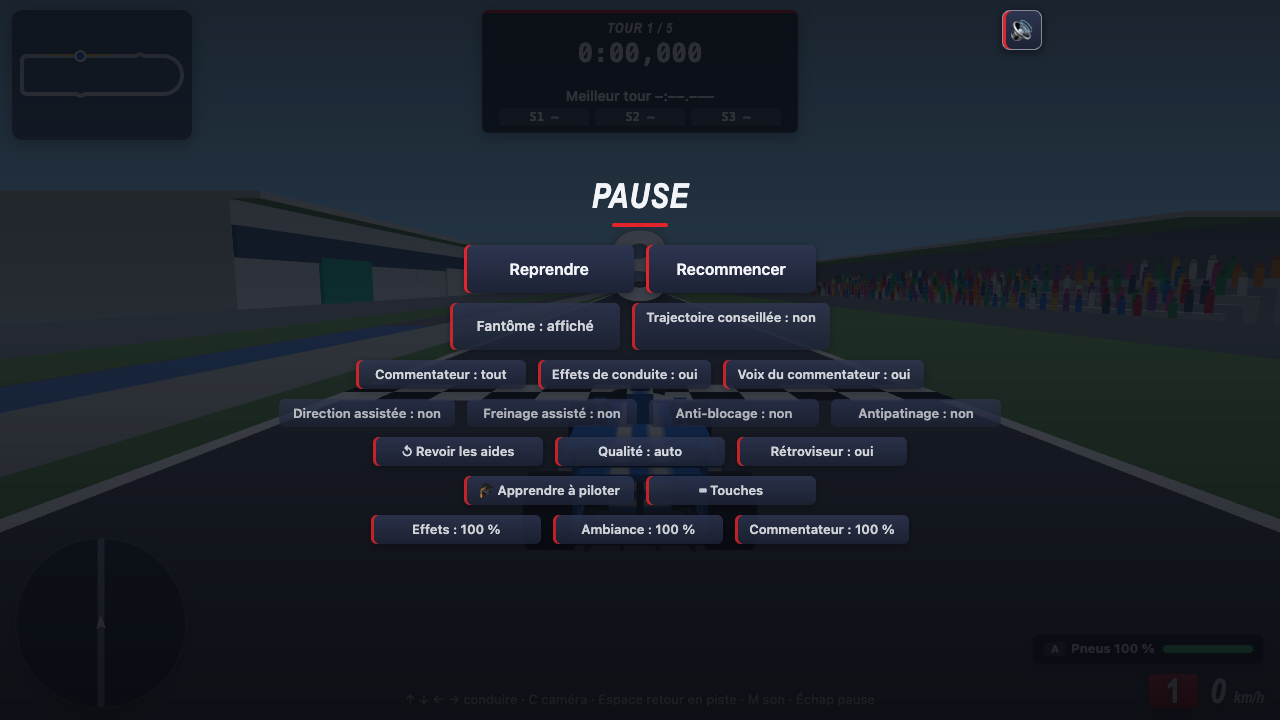 TOUR 1 / 5
0:00,000
Meilleur tour –:––.–––
S1 – S2 – S3 –
PAUSE
Reprendre Recommencer
Fantôme : affiché Trajectoire conseillée : non
Commentateur : tout Effets de conduite : oui Voix du commentateur : oui
Direction assistée : non Freinage assisté : non Anti-blocage : non Antipatinage : non
↺ Revoir les aides Qualité : auto Rétroviseur : oui
🎓 Apprendre à piloter Touches
Effets : 100 % Ambiance : 100 % Commentateur : 100 %
A Pneus 100 %
1 0 km/h
↑ ↓ ← → conduire · C caméra · Espace retour en piste · M son · Échap pause